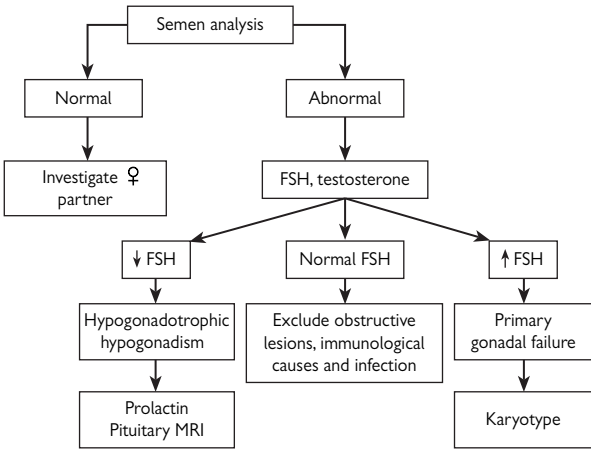 Semen analysis
Normal
Abnormal
Investigate ♀
partner
FSH, testosterone
↓ FSH
Normal FSH
↑ FSH
Hypogonadotrophic
hypogonadism
Exclude obstructive
lesions, immunological
causes and infection
Primary
gonadal failure
Prolactin
Pituitary MRI
Karyotype